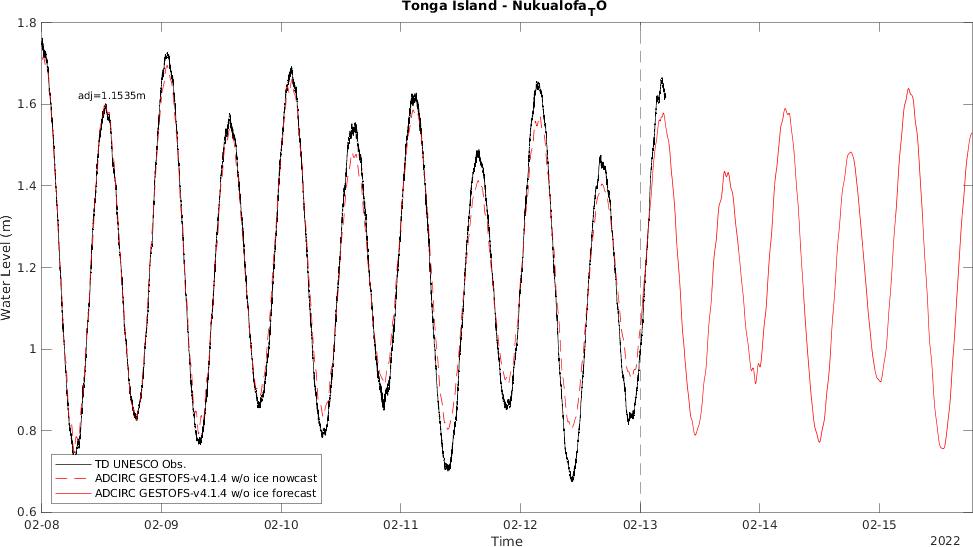 Tonga Island - Nukualofa_TO
adj=1.1535m
Water Level (m)
1.8
1.6
1.4
1.2
1
0.8
0.6
TD UNESCO Obs.
ADCIRC GESTOFS-v4.1.4 w/o ice nowcast
ADCIRC GESTOFS-v4.1.4 w/o ice forecast
02-08 02-09 02-10 02-11 02-12 02-13 02-14 02-15
Time
2022